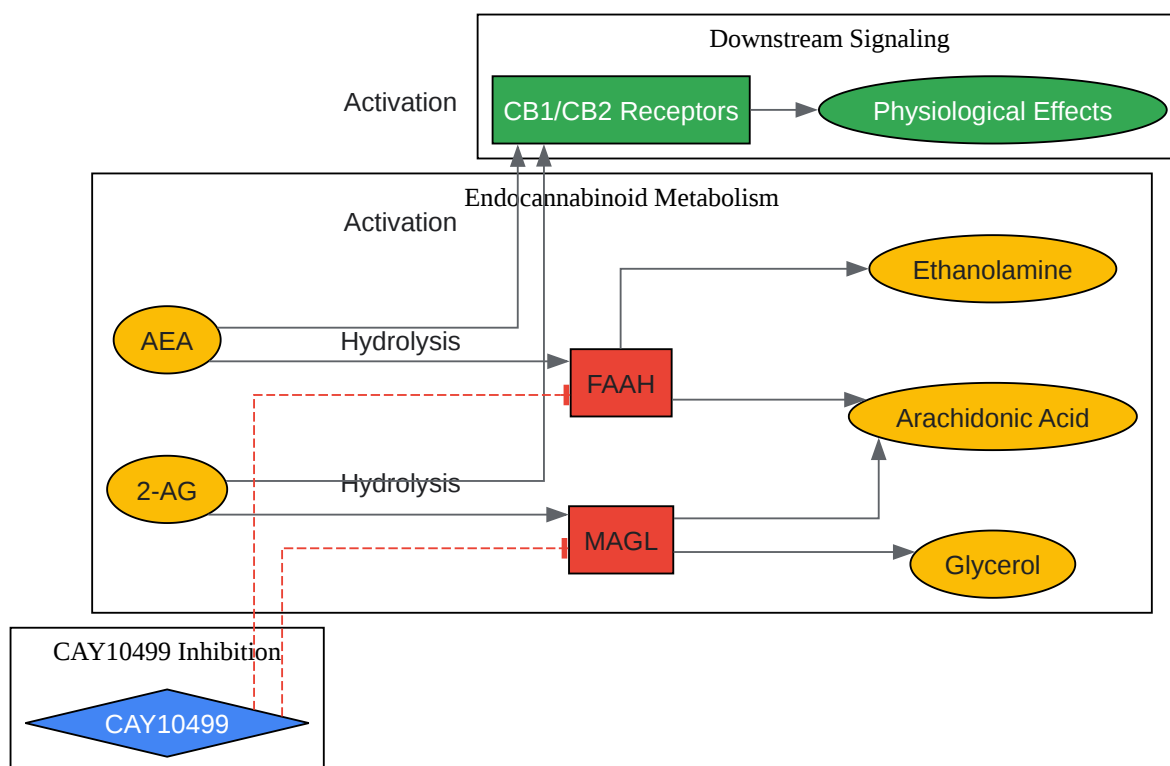 Downstream Signaling
Activation
CB1/CB2 Receptors
Physiological Effects
Endocannabinoid Metabolism
Activation
Ethanolamine
AEA
Hydrolysis
FAAH
Arachidonic Acid
2-AG
Hydrolysis
MAGL
Glycerol
CAY10499 Inhibition
CAY10499